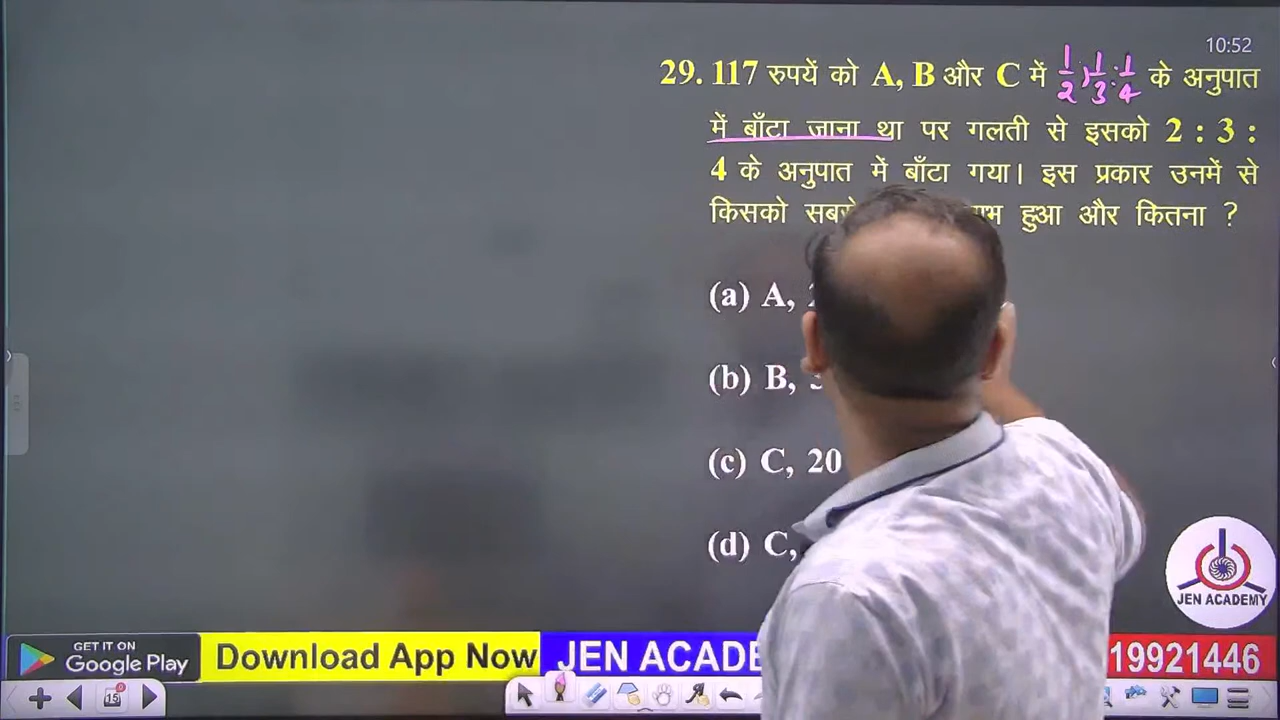 10:52
29. 117 रुपयें को A, B और C में 1/2 : 1/3 : 1/4 के अनुपात
में बाँटा जाना था पर गलती से इसको 2 : 3 :
4 के अनुपात में बाँटा गया। इस प्रकार उनमें से
किसको हुआ और कितना ?
(a) A,
(b) B,
(c) C, 20
(d) C,
JEN ACADEMY
GET IT ON
Google Play
Download App Now
JEN ACADE
19921446
15